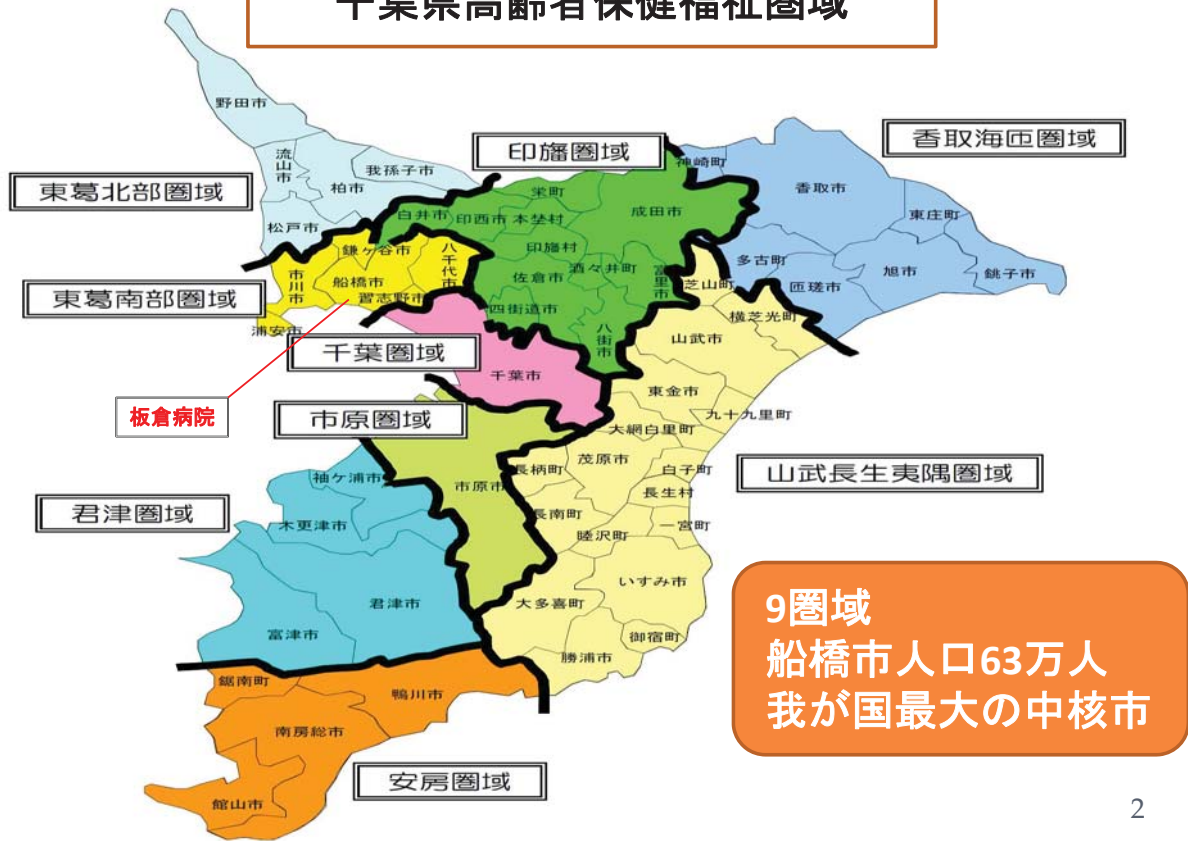 千葉県高齢者保健福祉圏域
野田市
流山市
柏市
我孫子市
松戸市
東葛北部圏域
印旛圏域
香取海匝圏域
神崎町
香取市
東庄町
多古町
旭市
銚子市
匝瑳市
栄町
成田市
白井市
印西市
本埜村
印旛村
酒々井町
佐倉市
富里市
四街道市
八街市
鎌ヶ谷市
八千代市
市川市
船橋市
習志野市
浦安市
東葛南部圏域
千葉圏域
千葉市
板倉病院
市原圏域
市原市
芝山町
横芝光町
山武市
東金市
九十九里町
大網白里町
茂原市
白子町
長柄町
長生村
長南町
一宮町
睦沢町
いすみ市
大多喜町
御宿町
勝浦市
山武長生夷隅圏域
君津圏域
袖ケ浦市
木更津市
君津市
富津市
鋸南町
鴨川市
南房総市
館山市
安房圏域
9圏域
船橋市人口63万人
我が国最大の中核市
2